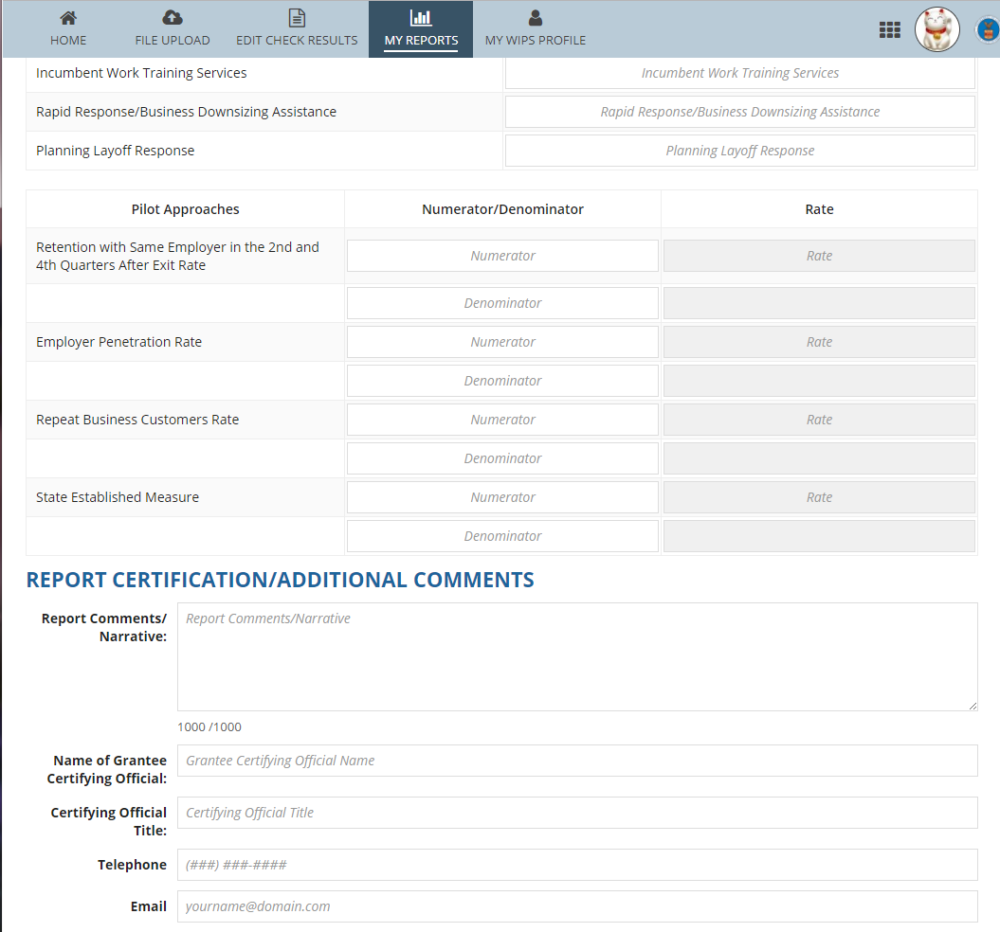 HOME
FILE UPLOAD
EDIT CHECK RESULTS
MY REPORTS
MY WIPS PROFILE
Incumbent Work Training Services
Incumbent Work Training Services
Rapid Response/Business Downsizing Assistance
Rapid Response/Business Downsizing Assistance
Planning Layoff Response
Planning Layoff Response
Pilot Approaches
Numerator/Denominator
Rate
Retention with Same Employer in the 2nd and
4th Quarters After Exit Rate
Numerator
Rate
Denominator
Employer Penetration Rate
Numerator
Rate
Denominator
Repeat Business Customers Rate
Numerator
Rate
Denominator
State Established Measure
Numerator
Rate
Denominator
REPORT CERTIFICATION/ADDITIONAL COMMENTS
Report Comments/
Narrative:
Report Comments/Narrative
1000 /1000
Name of Grantee
Certifying Official:
Grantee Certifying Official Name
Certifying Official
Title:
Certifying Official Title
Telephone
(###) ###-####
Email
yourname@domain.com